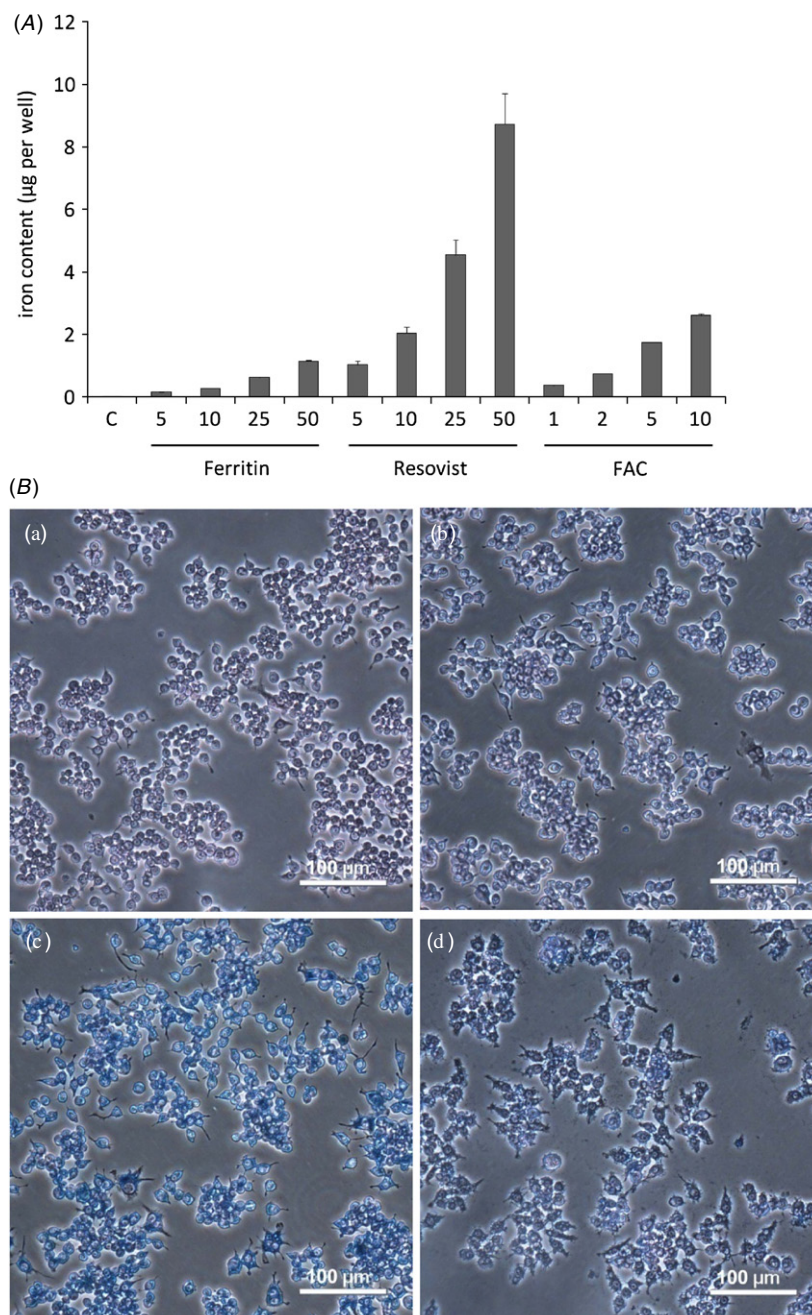 (A)
12
10
8
6
4
2
0
iron content (µg per well)
C 5 10 25 50 5 10 25 50 1 2 5 10
Ferritin Resovist FAC
(B)
(a)
(b)
100 µm
100 µm
(c)
(d)
100 µm
100 µm